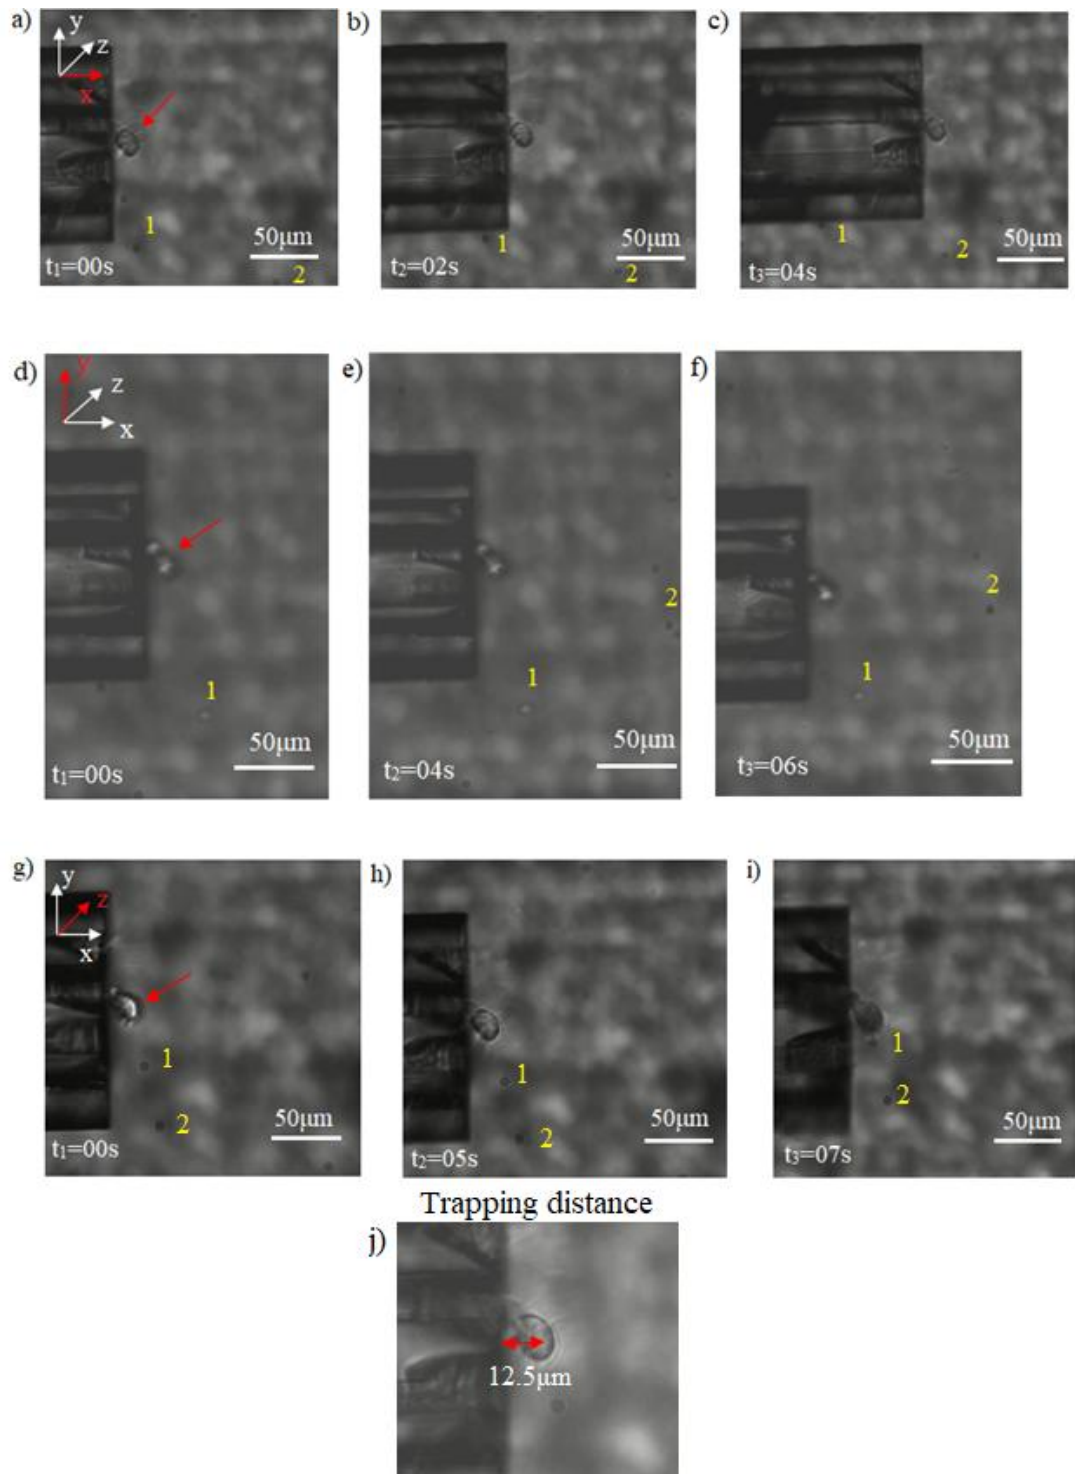 a)
y
z
x
1
50μm
t₁=00s
2
b)
1
50μm
t₂=02s
2
c)
1
2
50μm
t₃=04s
d)
y
z
x
1
50μm
t₁=00s
e)
2
1
50μm
t₂=04s
f)
2
1
50μm
t₃=06s
g)
y
z
x
1
2
50μm
t₁=00s
h)
1
2
50μm
t₂=05s
i)
1
2
50μm
t₃=07s
Trapping distance
j)
12.5μm